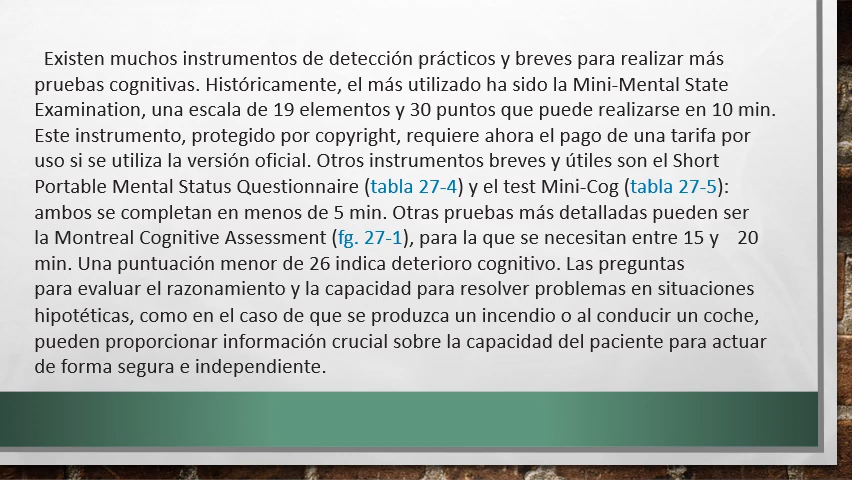 Existen muchos instrumentos de detección prácticos y breves para realizar más
pruebas cognitivas. Históricamente, el más utilizado ha sido la Mini-Mental State
Examination, una escala de 19 elementos y 30 puntos que puede realizarse en 10 min.
Este instrumento, protegido por copyright, requiere ahora el pago de una tarifa por
uso si se utiliza la versión oficial. Otros instrumentos breves y útiles son el Short
Portable Mental Status Questionnaire (tabla 27-4) y el test Mini-Cog (tabla 27-5):
ambos se completan en menos de 5 min. Otras pruebas más detalladas pueden ser
la Montreal Cognitive Assessment (fg. 27-1), para la que se necesitan entre 15 y 20
min. Una puntuación menor de 26 indica deterioro cognitivo. Las preguntas
para evaluar el razonamiento y la capacidad para resolver problemas en situaciones
hipotéticas, como en el caso de que se produzca un incendio o al conducir un coche,
pueden proporcionar información crucial sobre la capacidad del paciente para actuar
de forma segura e independiente.